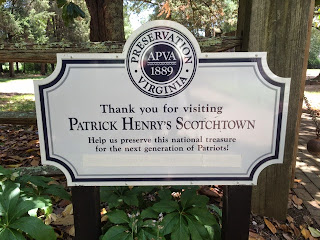 PRESERVATION
APVA
1889
VIRGINIA
Thank you for visiting
PATRICK HENRY'S SCOTCHTOWN
Help us preserve this national treasure
for the next generation of Patriots!